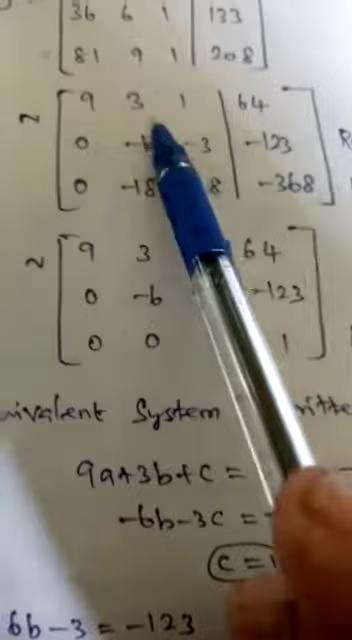 36 6 1 | 133
81 9 1 | 208
~ 9 3 1 | 64
0 -6 -3 | -123
0 -18 8 | -368
~ 9 3 64
0 -6 -123
0 0 1
System
9a+3b+c =
-6b-3c =
c = 1
6b-3 = -123